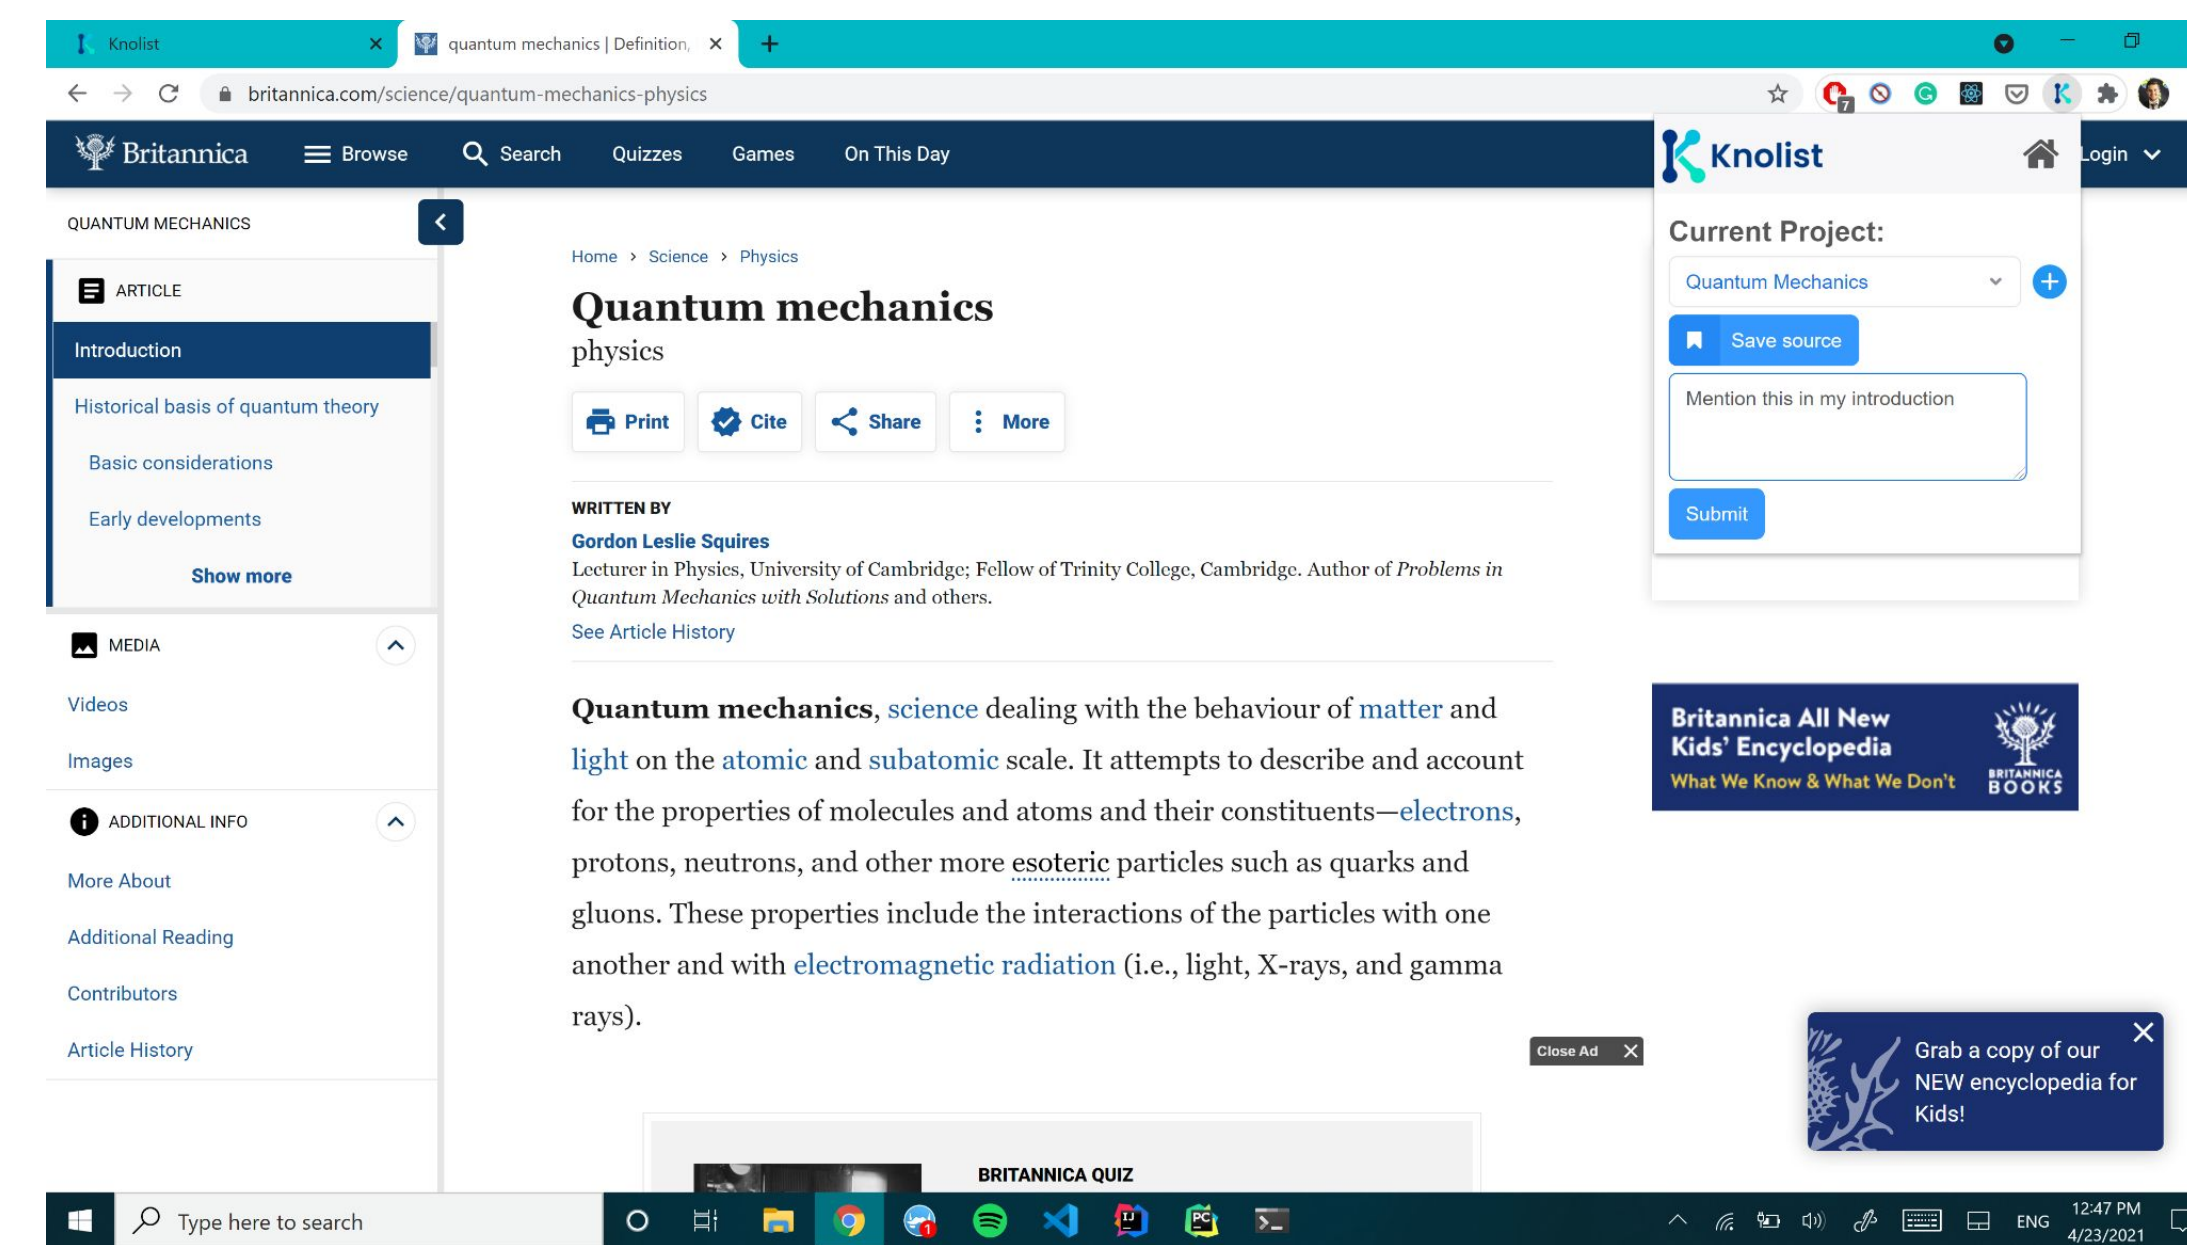 Knolist
quantum mechanics | Definition,
britannica.com/science/quantum-mechanics-physics
7
Britannica
Browse
Search
Quizzes
Games
On This Day
Login
Knolist
Current Project:
Quantum Mechanics
Save source
Mention this in my introduction
Submit
QUANTUM MECHANICS
ARTICLE
Introduction
Historical basis of quantum theory
Basic considerations
Early developments
Show more
MEDIA
Videos
Images
ADDITIONAL INFO
More About
Additional Reading
Contributors
Article History
Home > Science > Physics
Quantum mechanics
physics
Print
Cite
Share
More
WRITTEN BY
Gordon Leslie Squires
Lecturer in Physics, University of Cambridge; Fellow of Trinity College, Cambridge. Author of Problems in
Quantum Mechanics with Solutions and others.
See Article History
Quantum mechanics, science dealing with the behaviour of matter and
light on the atomic and subatomic scale. It attempts to describe and account
for the properties of molecules and atoms and their constituents—electrons,
protons, neutrons, and other more esoteric particles such as quarks and
gluons. These properties include the interactions of the particles with one
another and with electromagnetic radiation (i.e., light, X-rays, and gamma
rays).
Britannica All New
Kids' Encyclopedia
What We Know & What We Don't
BRITANNICA
BOOKS
Close Ad
Grab a copy of our
NEW encyclopedia for
Kids!
BRITANNICA QUIZ
Type here to search
1
IJ
PC
ENG
12:47 PM
4/23/2021